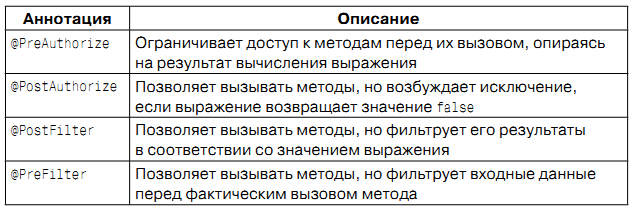 Аннотация Описание
@PreAuthorize Ограничивает доступ к методам перед их вызовом, опираясь
на результат вычисления выражения
@PostAuthorize Позволяет вызывать методы, но возбуждает исключение,
если выражение возвращает значение false
@PostFilter Позволяет вызывать методы, но фильтрует его результаты
в соответствии со значением выражения
@PreFilter Позволяет вызывать методы, но фильтрует входные данные
перед фактическим вызовом метода